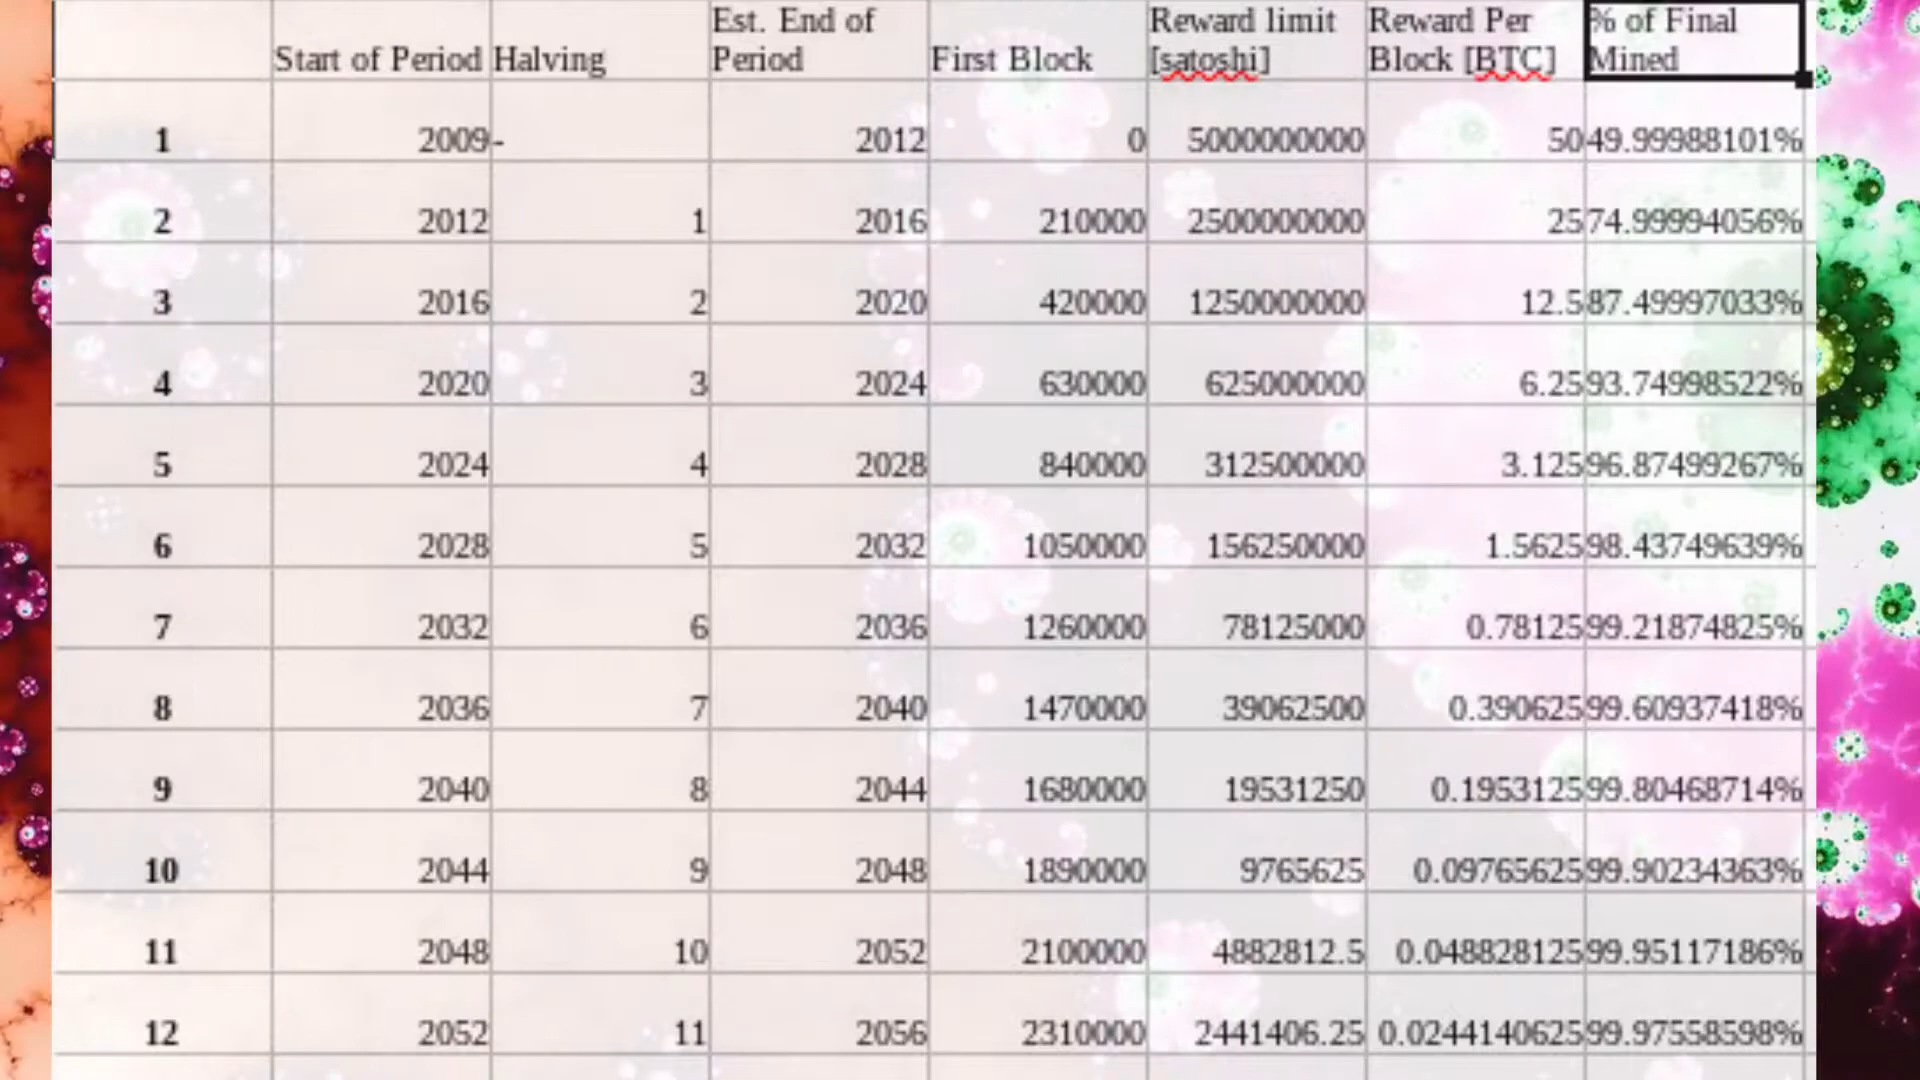 Start of Period Halving Est. End of Period First Block Reward limit [satoshi] Reward Per Block [BTC] % of Final Mined
1 2009 - 2012 0 5000000000 50 49.99988101%
2 2012 1 2016 210000 2500000000 25 74.99994056%
3 2016 2 2020 420000 1250000000 12.5 87.49997033%
4 2020 3 2024 630000 625000000 6.25 93.74998522%
5 2024 4 2028 840000 312500000 3.125 96.87499267%
6 2028 5 2032 1050000 156250000 1.5625 98.43749639%
7 2032 6 2036 1260000 78125000 0.78125 99.21874825%
8 2036 7 2040 1470000 39062500 0.390625 99.60937418%
9 2040 8 2044 1680000 19531250 0.1953125 99.80468714%
10 2044 9 2048 1890000 9765625 0.09765625 99.90234363%
11 2048 10 2052 2100000 4882812.5 0.048828125 99.95117186%
12 2052 11 2056 2310000 2441406.25 0.0244140625 99.97558598%